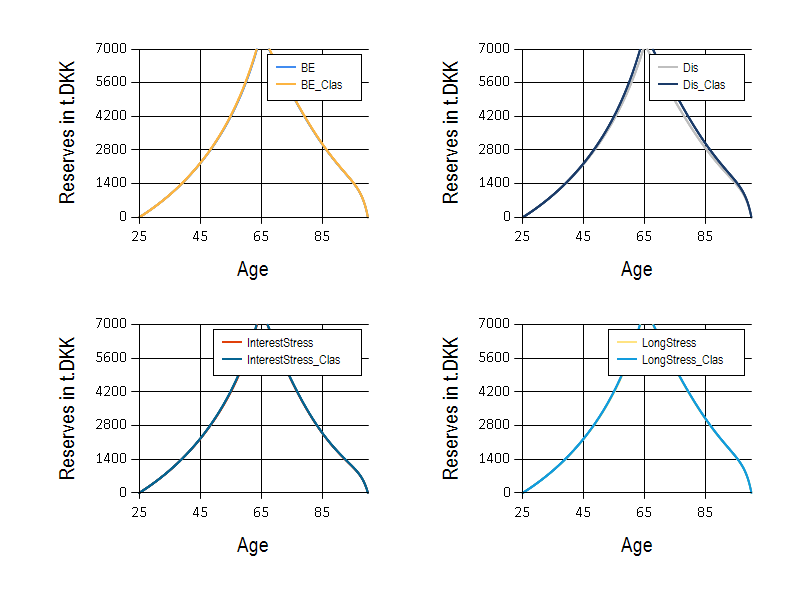 Reserves in t.DKK
7000
5600
4200
2800
1400
0
25 45 65 85
Age
BE
BE_Clas
Reserves in t.DKK
7000
5600
4200
2800
1400
0
25 45 65 85
Age
Dis
Dis_Clas
Reserves in t.DKK
7000
5600
4200
2800
1400
0
25 45 65 85
Age
InterestStress
InterestStress_Clas
Reserves in t.DKK
7000
5600
4200
2800
1400
0
25 45 65 85
Age
LongStress
LongStress_Clas